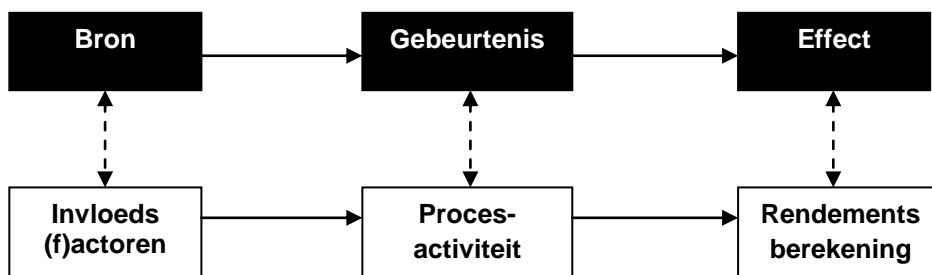 Bron
Gebeurtenis
Effect
Invloeds
(f)actoren
Proces-
activiteit
Rendements
berekening